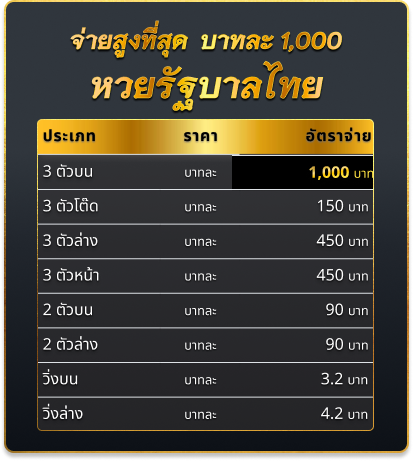 จ่ายสูงที่สุด บาทละ 1,000
หวยรัฐบาลไทย
ประเภท ราคา อัตราจ่าย
3 ตัวบน บาทละ 1,000 บาท
3 ตัวโต๊ด บาทละ 150 บาท
3 ตัวล่าง บาทละ 450 บาท
3 ตัวหน้า บาทละ 450 บาท
2 ตัวบน บาทละ 90 บาท
2 ตัวล่าง บาทละ 90 บาท
วิ่งบน บาทละ 3.2 บาท
วิ่งล่าง บาทละ 4.2 บาท